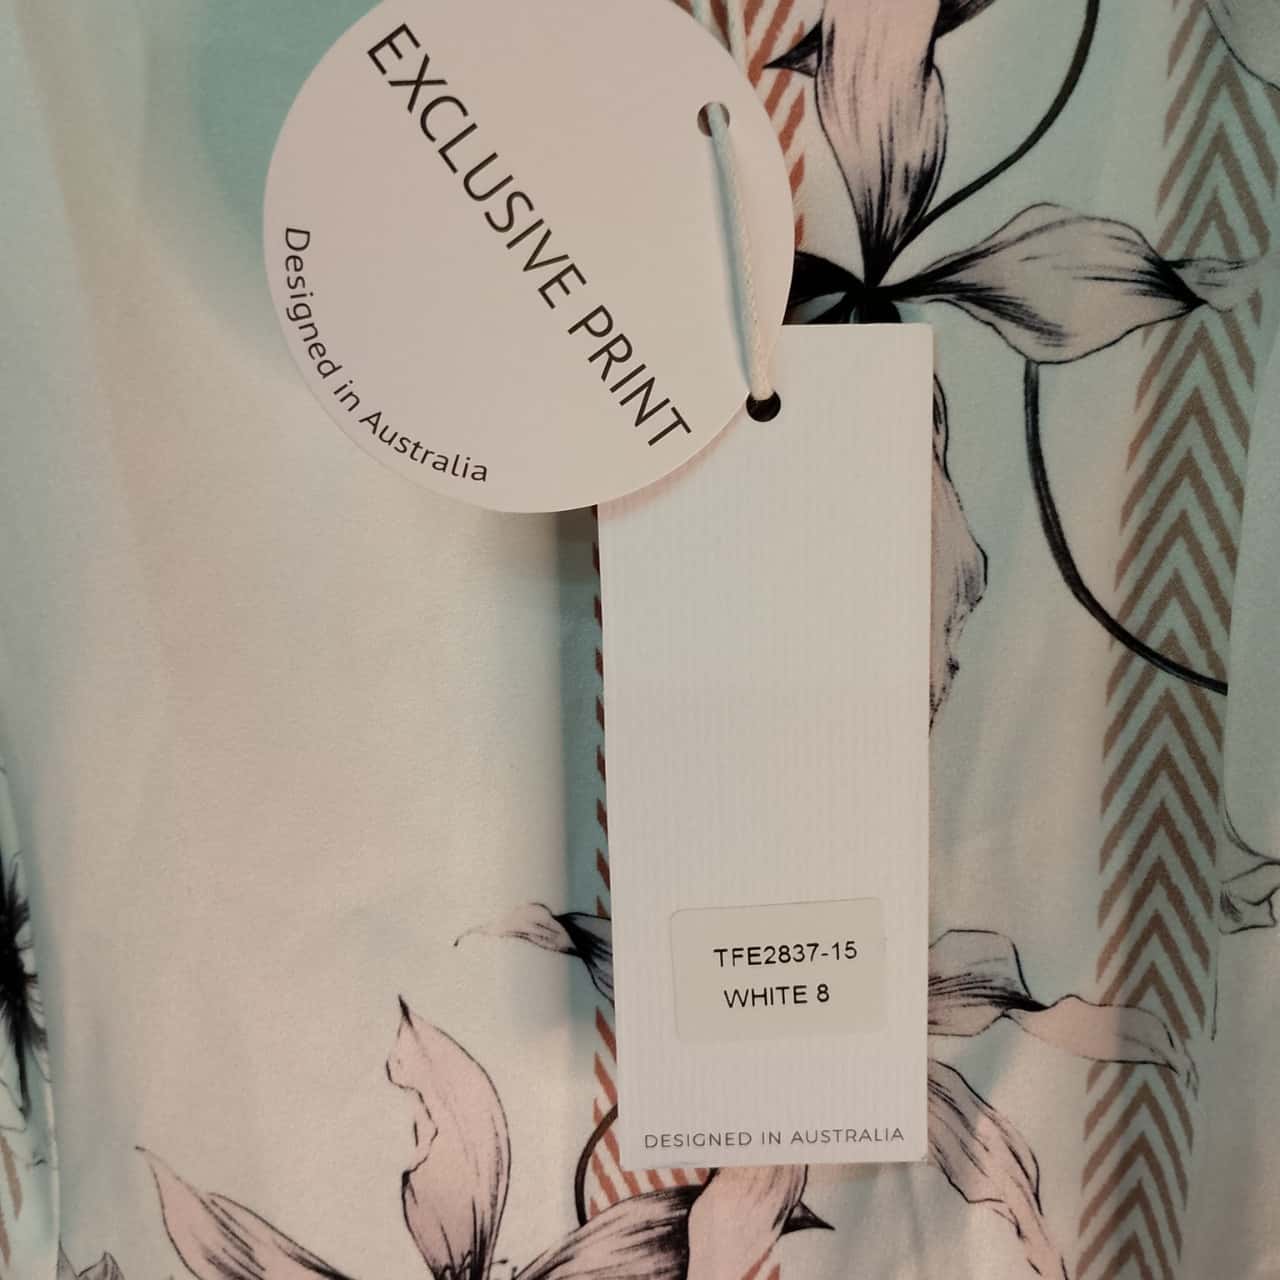 EXCLUSIVE PRINT
Designed in Australia
TFE2837-15
WHITE 8
DESIGNED IN AUSTRALIA